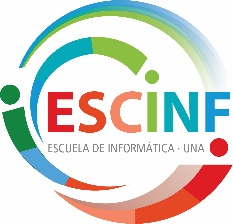 ESCINF
ESCUELA DE INFORMÁTICA · UNA